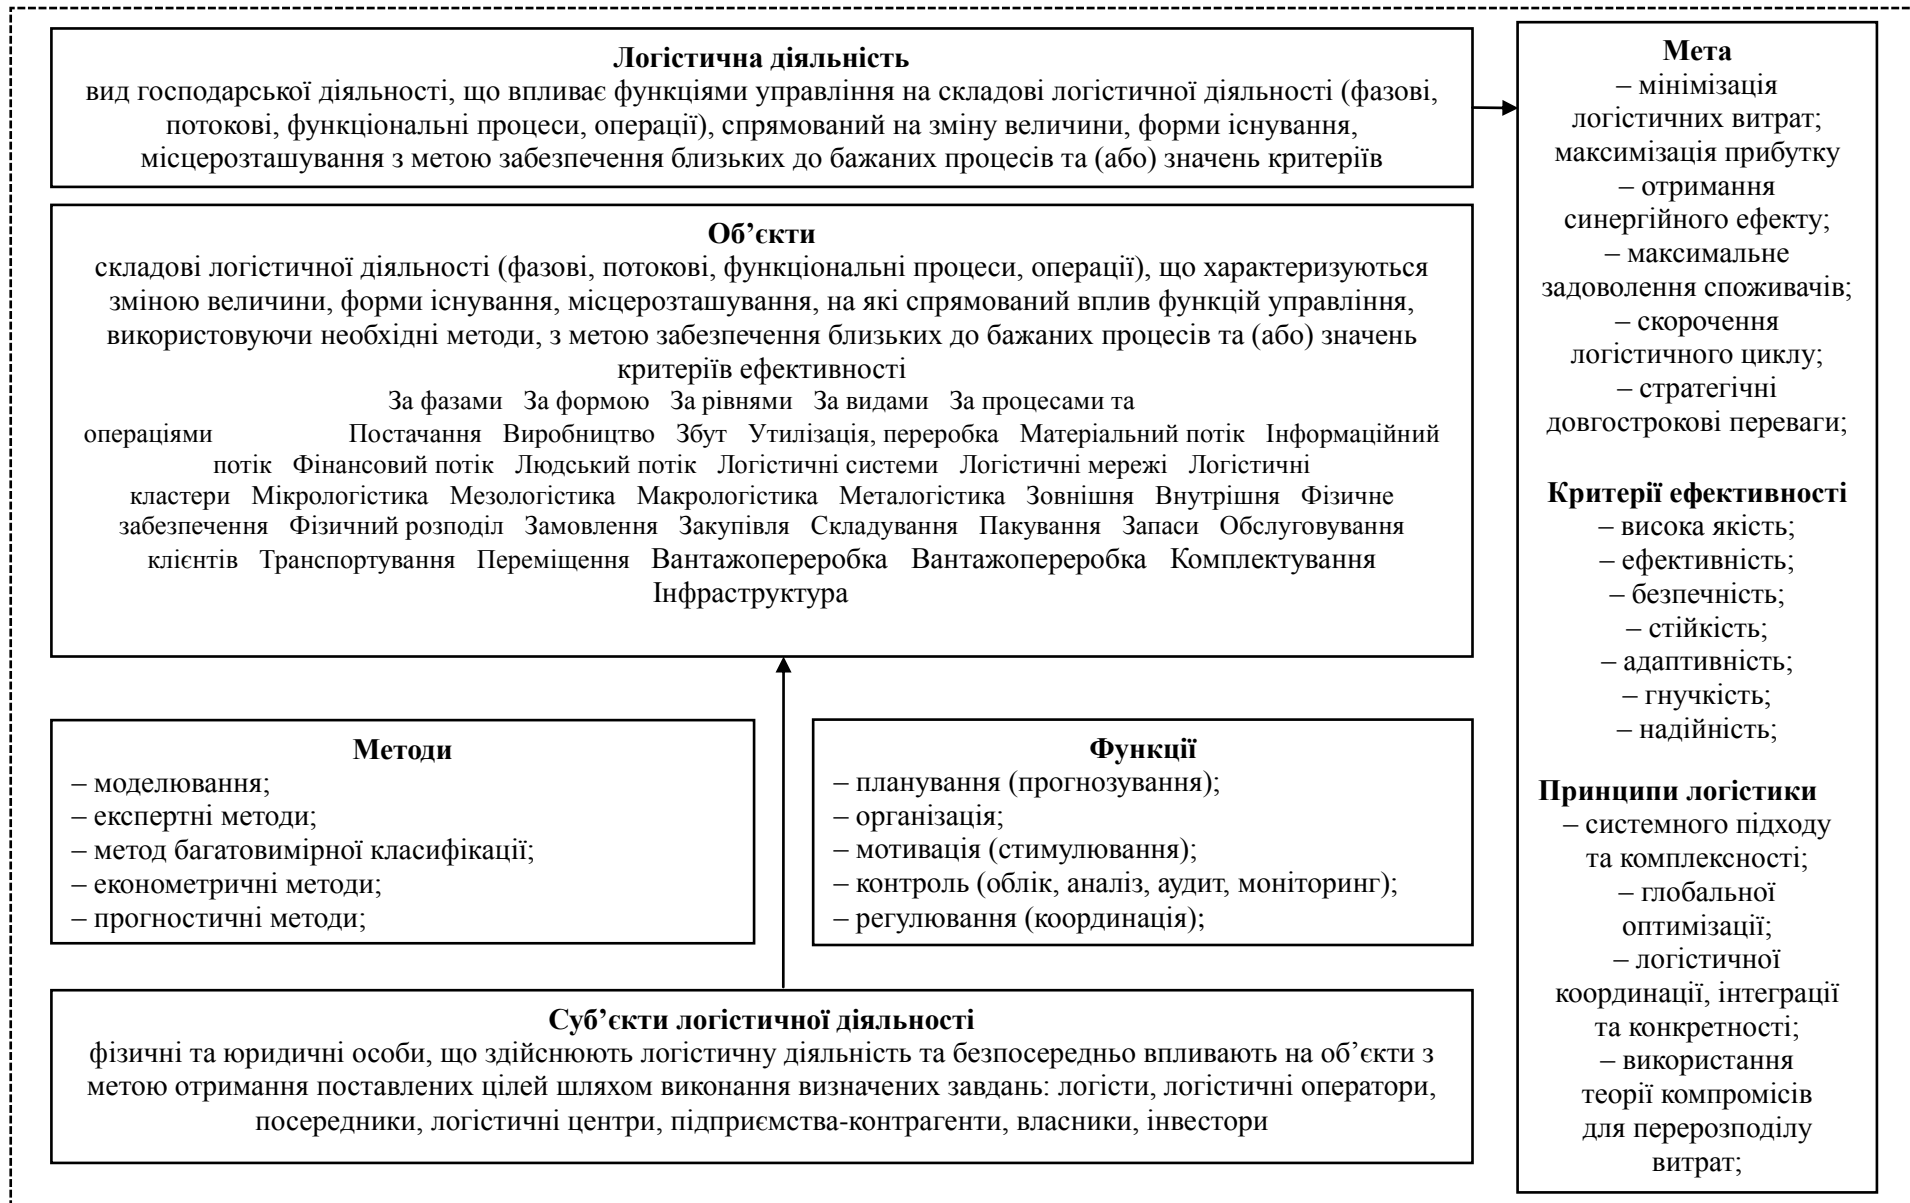 Логістична діяльність
вид господарської діяльності, що впливає функціями управління на складові логістичної діяльності (фазові,
потокові, функціональні процеси, операції), спрямований на зміну величини, форми існування,
місцерозташування з метою забезпечення близьких до бажаних процесів та (або) значень критеріїв
Об’єкти
складові логістичної діяльності (фазові, потокові, функціональні процеси, операції), що характеризуються
зміною величини, форми існування, місцерозташування, на які спрямований вплив функцій управління,
використовуючи необхідні методи, з метою забезпечення близьких до бажаних процесів та (або) значень
критеріїв ефективності
За фазами За формою За рівнями За видами За процесами та
операціями Постачання Виробництво Збут Утилізація, переробка Матеріальний потік Інформаційний
потік Фінансовий потік Людський потік Логістичні системи Логістичні мережі Логістичні
кластери Мікрологістика Мезологістика Макрологістика Металогістика Зовнішня Внутрішня Фізичне
забезпечення Фізичний розподіл Замовлення Закупівля Складування Пакування Запаси Обслуговування
клієнтів Транспортування Переміщення Вантажопереробка Вантажопереробка Комплектування
Інфраструктура
Методи
– моделювання;
– експертні методи;
– метод багатовимірної класифікації;
– економетричні методи;
– прогностичні методи;
Функції
– планування (прогнозування);
– організація;
– мотивація (стимулювання);
– контроль (облік, аналіз, аудит, моніторинг);
– регулювання (координація);
Суб’єкти логістичної діяльності
фізичні та юридичні особи, що здійснюють логістичну діяльність та безпосередньо впливають на об’єкти з
метою отримання поставлених цілей шляхом виконання визначених завдань: логісти, логістичні оператори,
посередники, логістичні центри, підприємства-контрагенти, власники, інвестори
Мета
– мінімізація
логістичних витрат;
максимізація прибутку
– отримання
синергійного ефекту;
– максимальне
задоволення споживачів;
– скорочення
логістичного циклу;
– стратегічні
довгострокові переваги;
Критерії ефективності
– висока якість;
– ефективність;
– безпечність;
– стійкість;
– адаптивність;
– гнучкість;
– надійність;
Принципи логістики
– системного підходу
та комплексності;
– глобальної
оптимізації;
– логістичної
координації, інтеграції
та конкретності;
– використання
теорії компромісів
для перерозподілу
витрат;